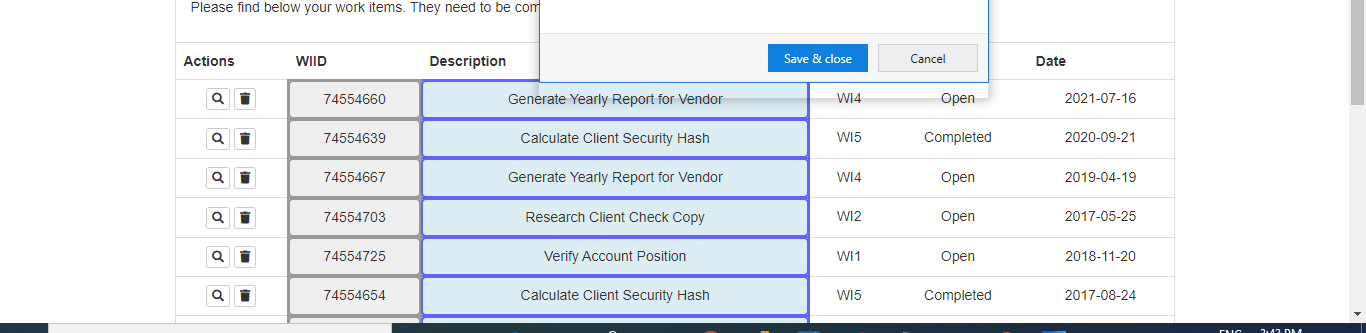 Please find below your work items. They need to be com
Save & close Cancel
Actions WIID Description Date
74554660 Generate Yearly Report for Vendor WI4 Open 2021-07-16
74554639 Calculate Client Security Hash WI5 Completed 2020-09-21
74554667 Generate Yearly Report for Vendor WI4 Open 2019-04-19
74554703 Research Client Check Copy WI2 Open 2017-05-25
74554725 Verify Account Position WI1 Open 2018-11-20
74554654 Calculate Client Security Hash WI5 Completed 2017-08-24